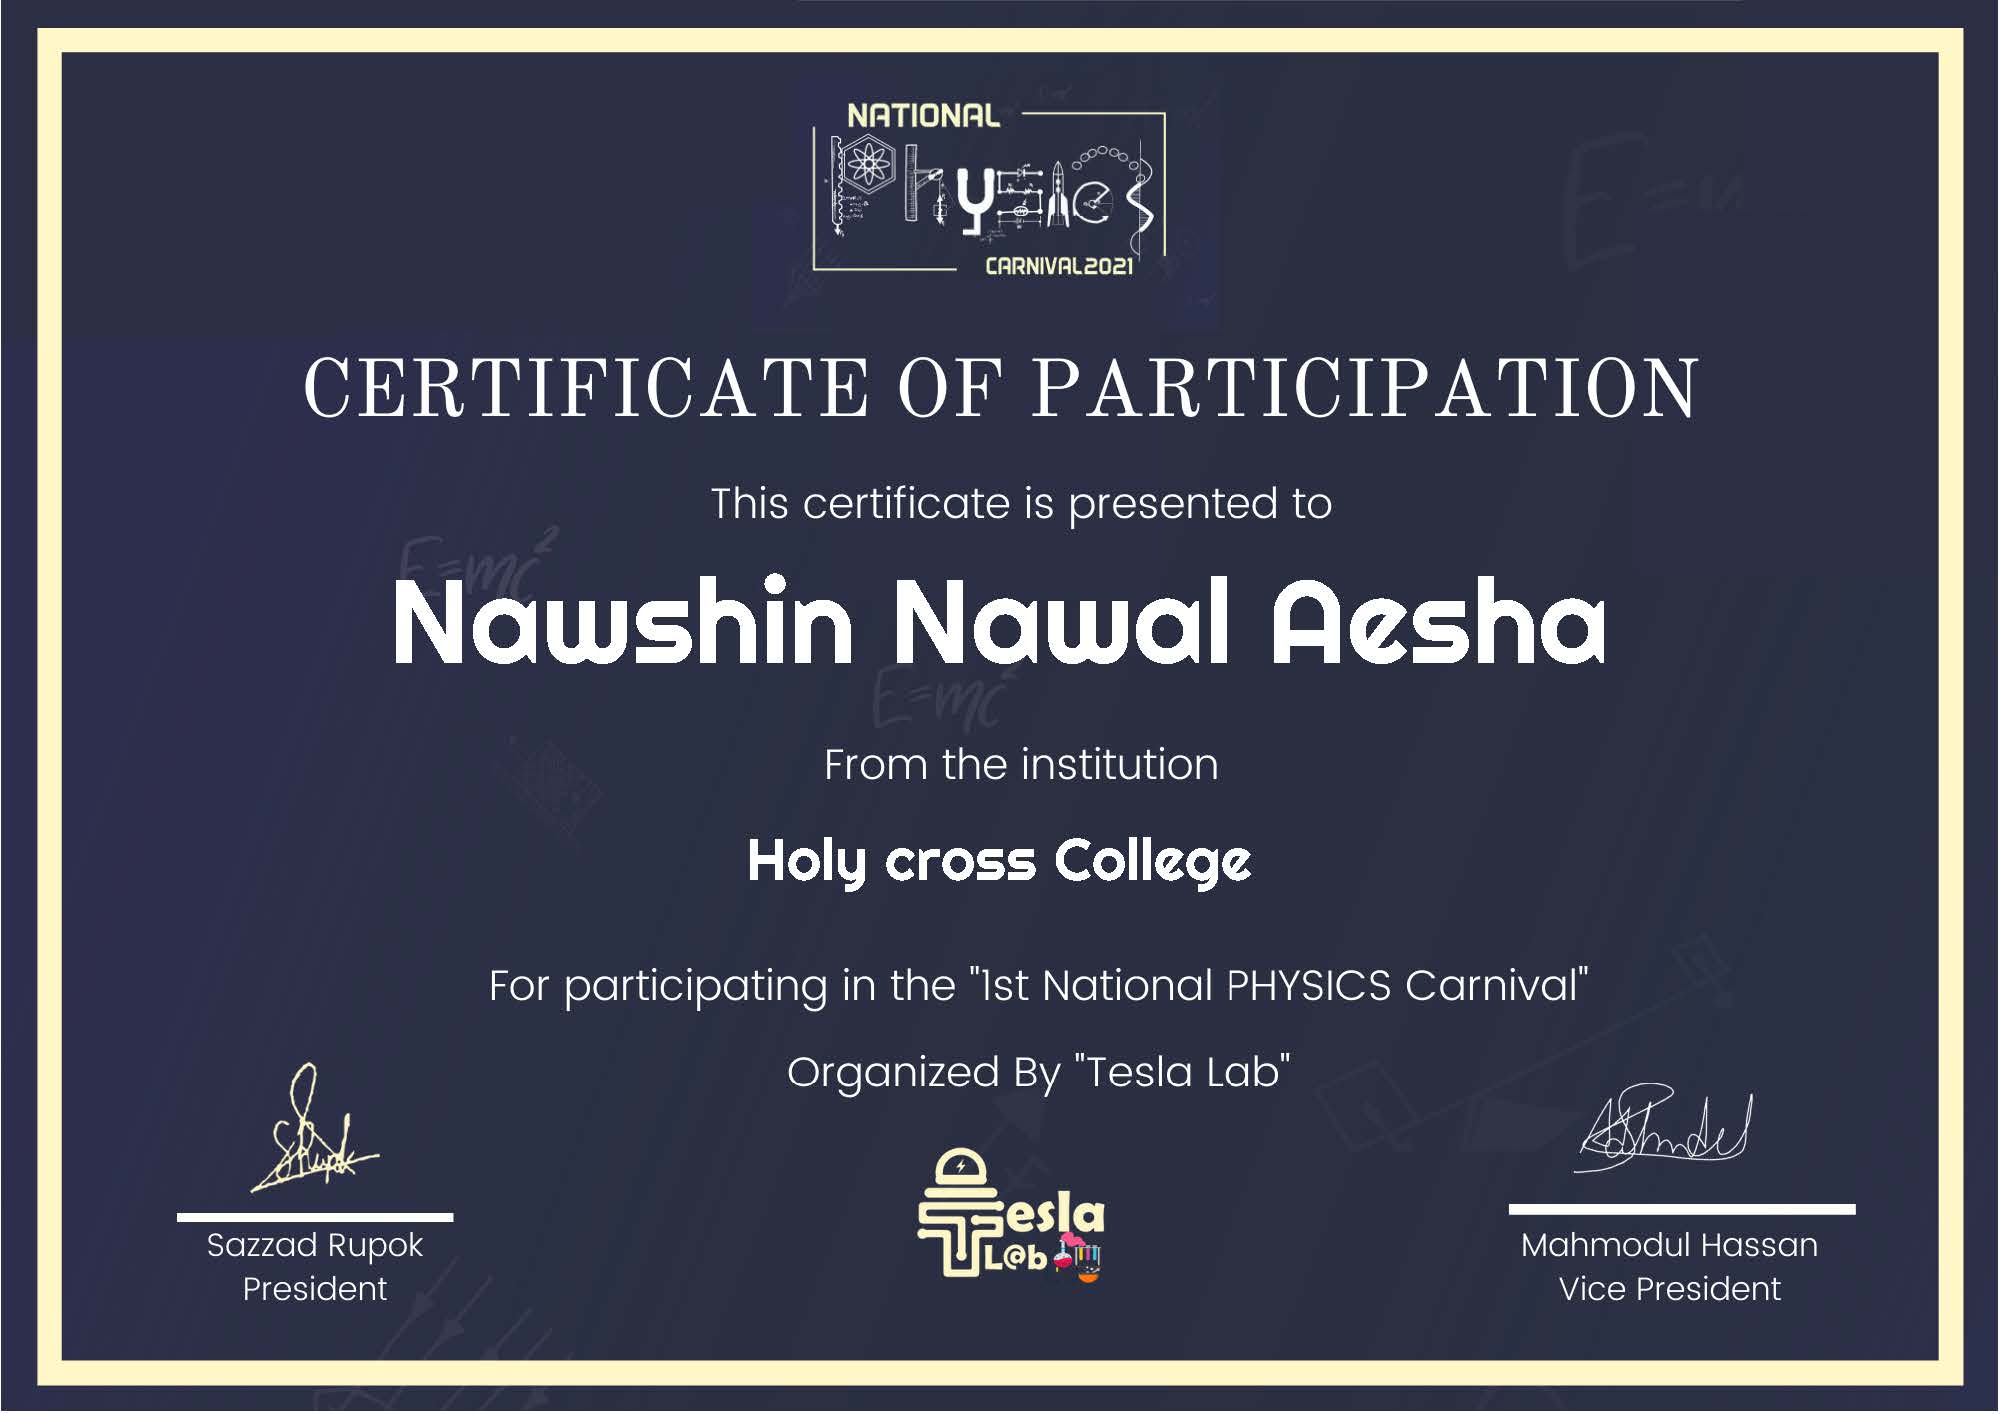 NATIONAL
Physics
CARNIVAL2021
CERTIFICATE OF PARTICIPATION
This certificate is presented to
E=mc²
Nawshin Nawal Aesha
E=mc²
From the institution
Holy cross College
For participating in the "1st National PHYSICS Carnival"
Organized By "Tesla Lab"
Tesla
L@b
Sazzad Rupok
President
Mahmodul Hassan
Vice President